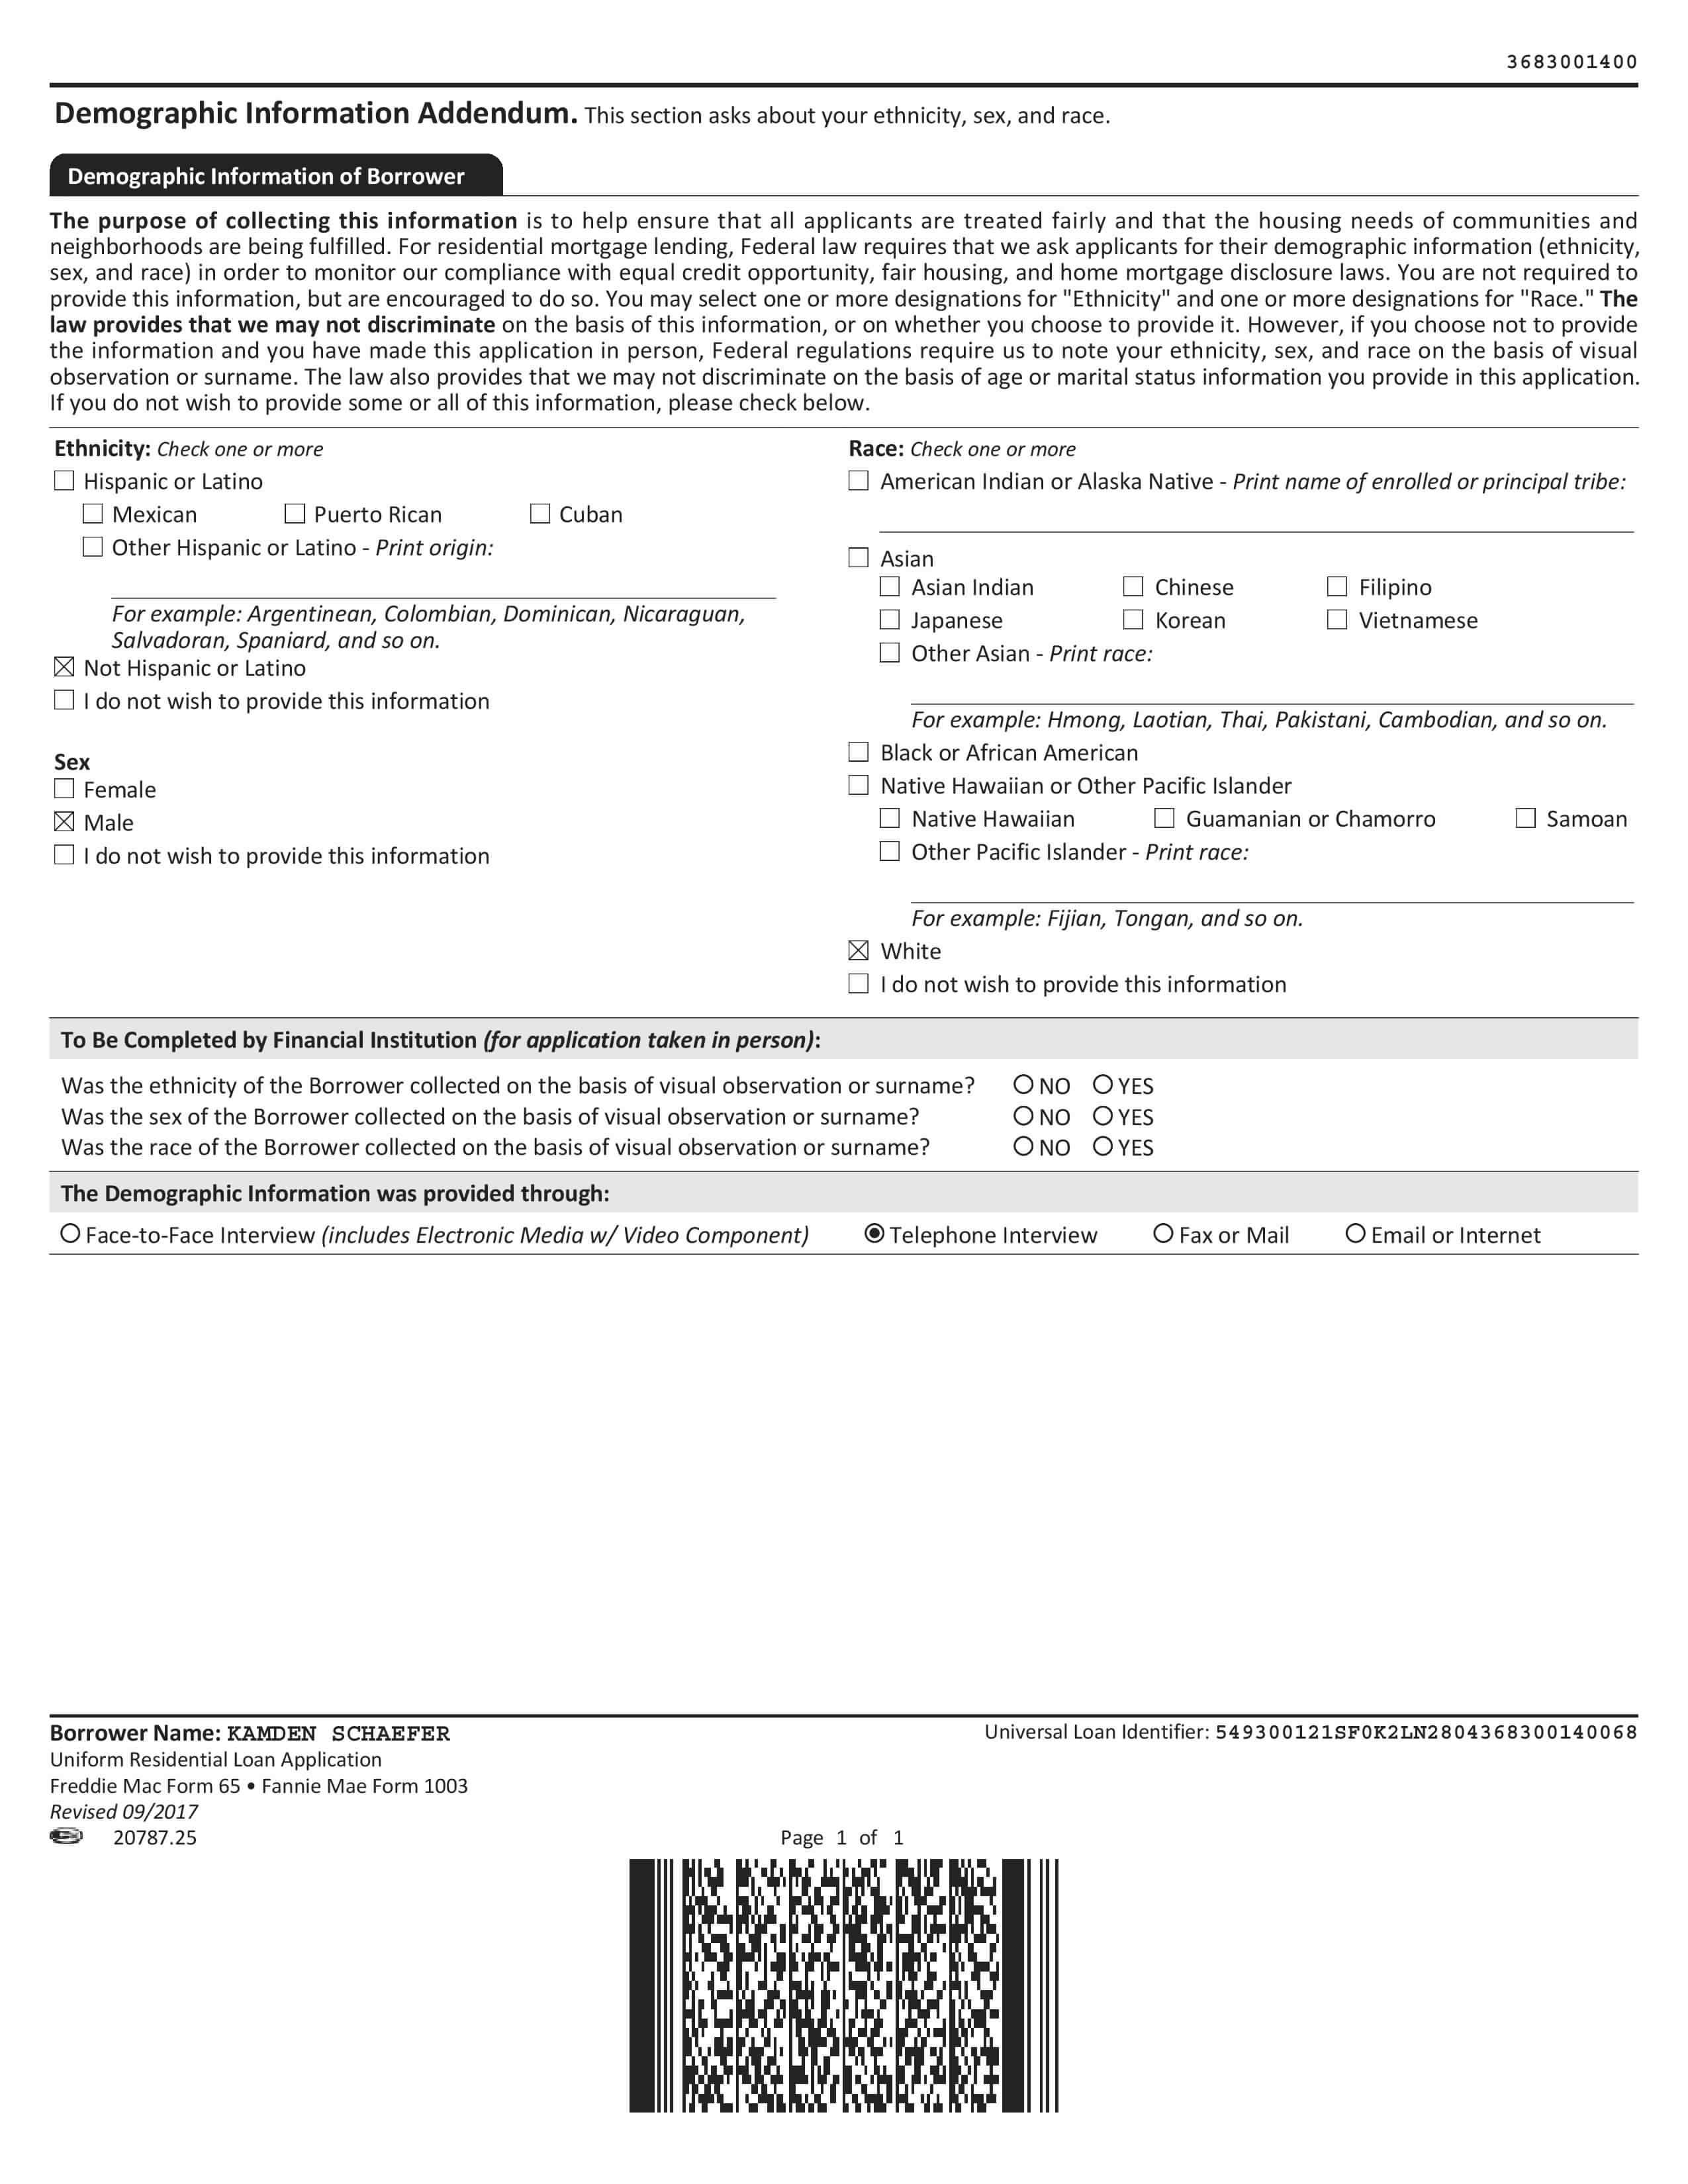 3683001400
Demographic Information Addendum. This section asks about your ethnicity, sex, and race.
Demographic Information of Borrower
The purpose of collecting this information is to help ensure that all applicants are treated fairly and that the housing needs of communities and
neighborhoods are being fulfilled. For residential mortgage lending, Federal law requires that we ask applicants for their demographic information (ethnicity,
sex, and race) in order to monitor our compliance with equal credit opportunity, fair housing, and home mortgage disclosure laws. You are not required to
provide this information, but are encouraged to do so. You may select one or more designations for "Ethnicity" and one or more designations for "Race." The
law provides that we may not discriminate on the basis of this information, or on whether you choose to provide it. However, if you choose not to provide
the information and you have made this application in person, Federal regulations require us to note your ethnicity, sex, and race on the basis of visual
observation or surname. The law also provides that we may not discriminate on the basis of age or marital status information you provide in this application.
If you do not wish to provide some or all of this information, please check below.
Ethnicity: Check one or more
☐ Hispanic or Latino
☐ Mexican ☐ Puerto Rican ☐ Cuban
☐ Other Hispanic or Latino - Print origin:
For example: Argentinean, Colombian, Dominican, Nicaraguan,
Salvadoran, Spaniard, and so on.
☒ Not Hispanic or Latino
☐ I do not wish to provide this information
Sex
☐ Female
☒ Male
☐ I do not wish to provide this information
Race: Check one or more
☐ American Indian or Alaska Native - Print name of enrolled or principal tribe:
☐ Asian
☐ Asian Indian ☐ Chinese ☐ Filipino
☐ Japanese ☐ Korean ☐ Vietnamese
☐ Other Asian - Print race:
For example: Hmong, Laotian, Thai, Pakistani, Cambodian, and so on.
☐ Black or African American
☐ Native Hawaiian or Other Pacific Islander
☐ Native Hawaiian ☐ Guamanian or Chamorro ☐ Samoan
☐ Other Pacific Islander - Print race:
For example: Fijian, Tongan, and so on.
☒ White
☐ I do not wish to provide this information
To Be Completed by Financial Institution (for application taken in person):
Was the ethnicity of the Borrower collected on the basis of visual observation or surname? ○ NO ○ YES
Was the sex of the Borrower collected on the basis of visual observation or surname? ○ NO ○ YES
Was the race of the Borrower collected on the basis of visual observation or surname? ○ NO ○ YES
The Demographic Information was provided through:
○ Face-to-Face Interview (includes Electronic Media w/ Video Component) ◉ Telephone Interview ○ Fax or Mail ○ Email or Internet
Borrower Name: KAMDEN SCHAEFER Universal Loan Identifier: 549300121SF0K2LN2804368300140068
Uniform Residential Loan Application
Freddie Mac Form 65 • Fannie Mae Form 1003
Revised 09/2017
20787.25 Page 1 of 1